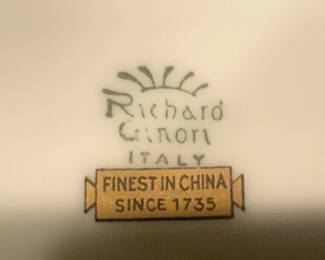 Richard
Ginori
ITALY
FINEST IN CHINA
SINCE 1735